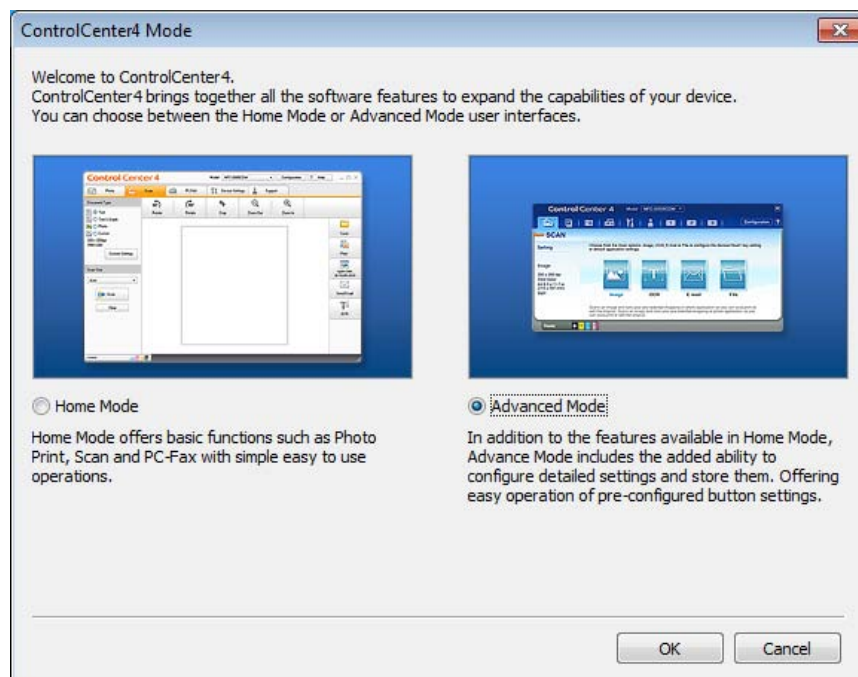 ControlCenter4 Mode
Welcome to ControlCenter4.
ControlCenter4 brings together all the software features to expand the capabilities of your device.
You can choose between the Home Mode or Advanced Mode user interfaces.
Control Center 4
Control Center 4
SCAN
Image
OCR
E-mail
File
Home Mode
Home Mode offers basic functions such as Photo
Print, Scan and PC-Fax with simple easy to use
operations.
Advanced Mode
In addition to the features available in Home Mode,
Advance Mode includes the added ability to
configure detailed settings and store them. Offering
easy operation of pre-configured button settings.
OK
Cancel